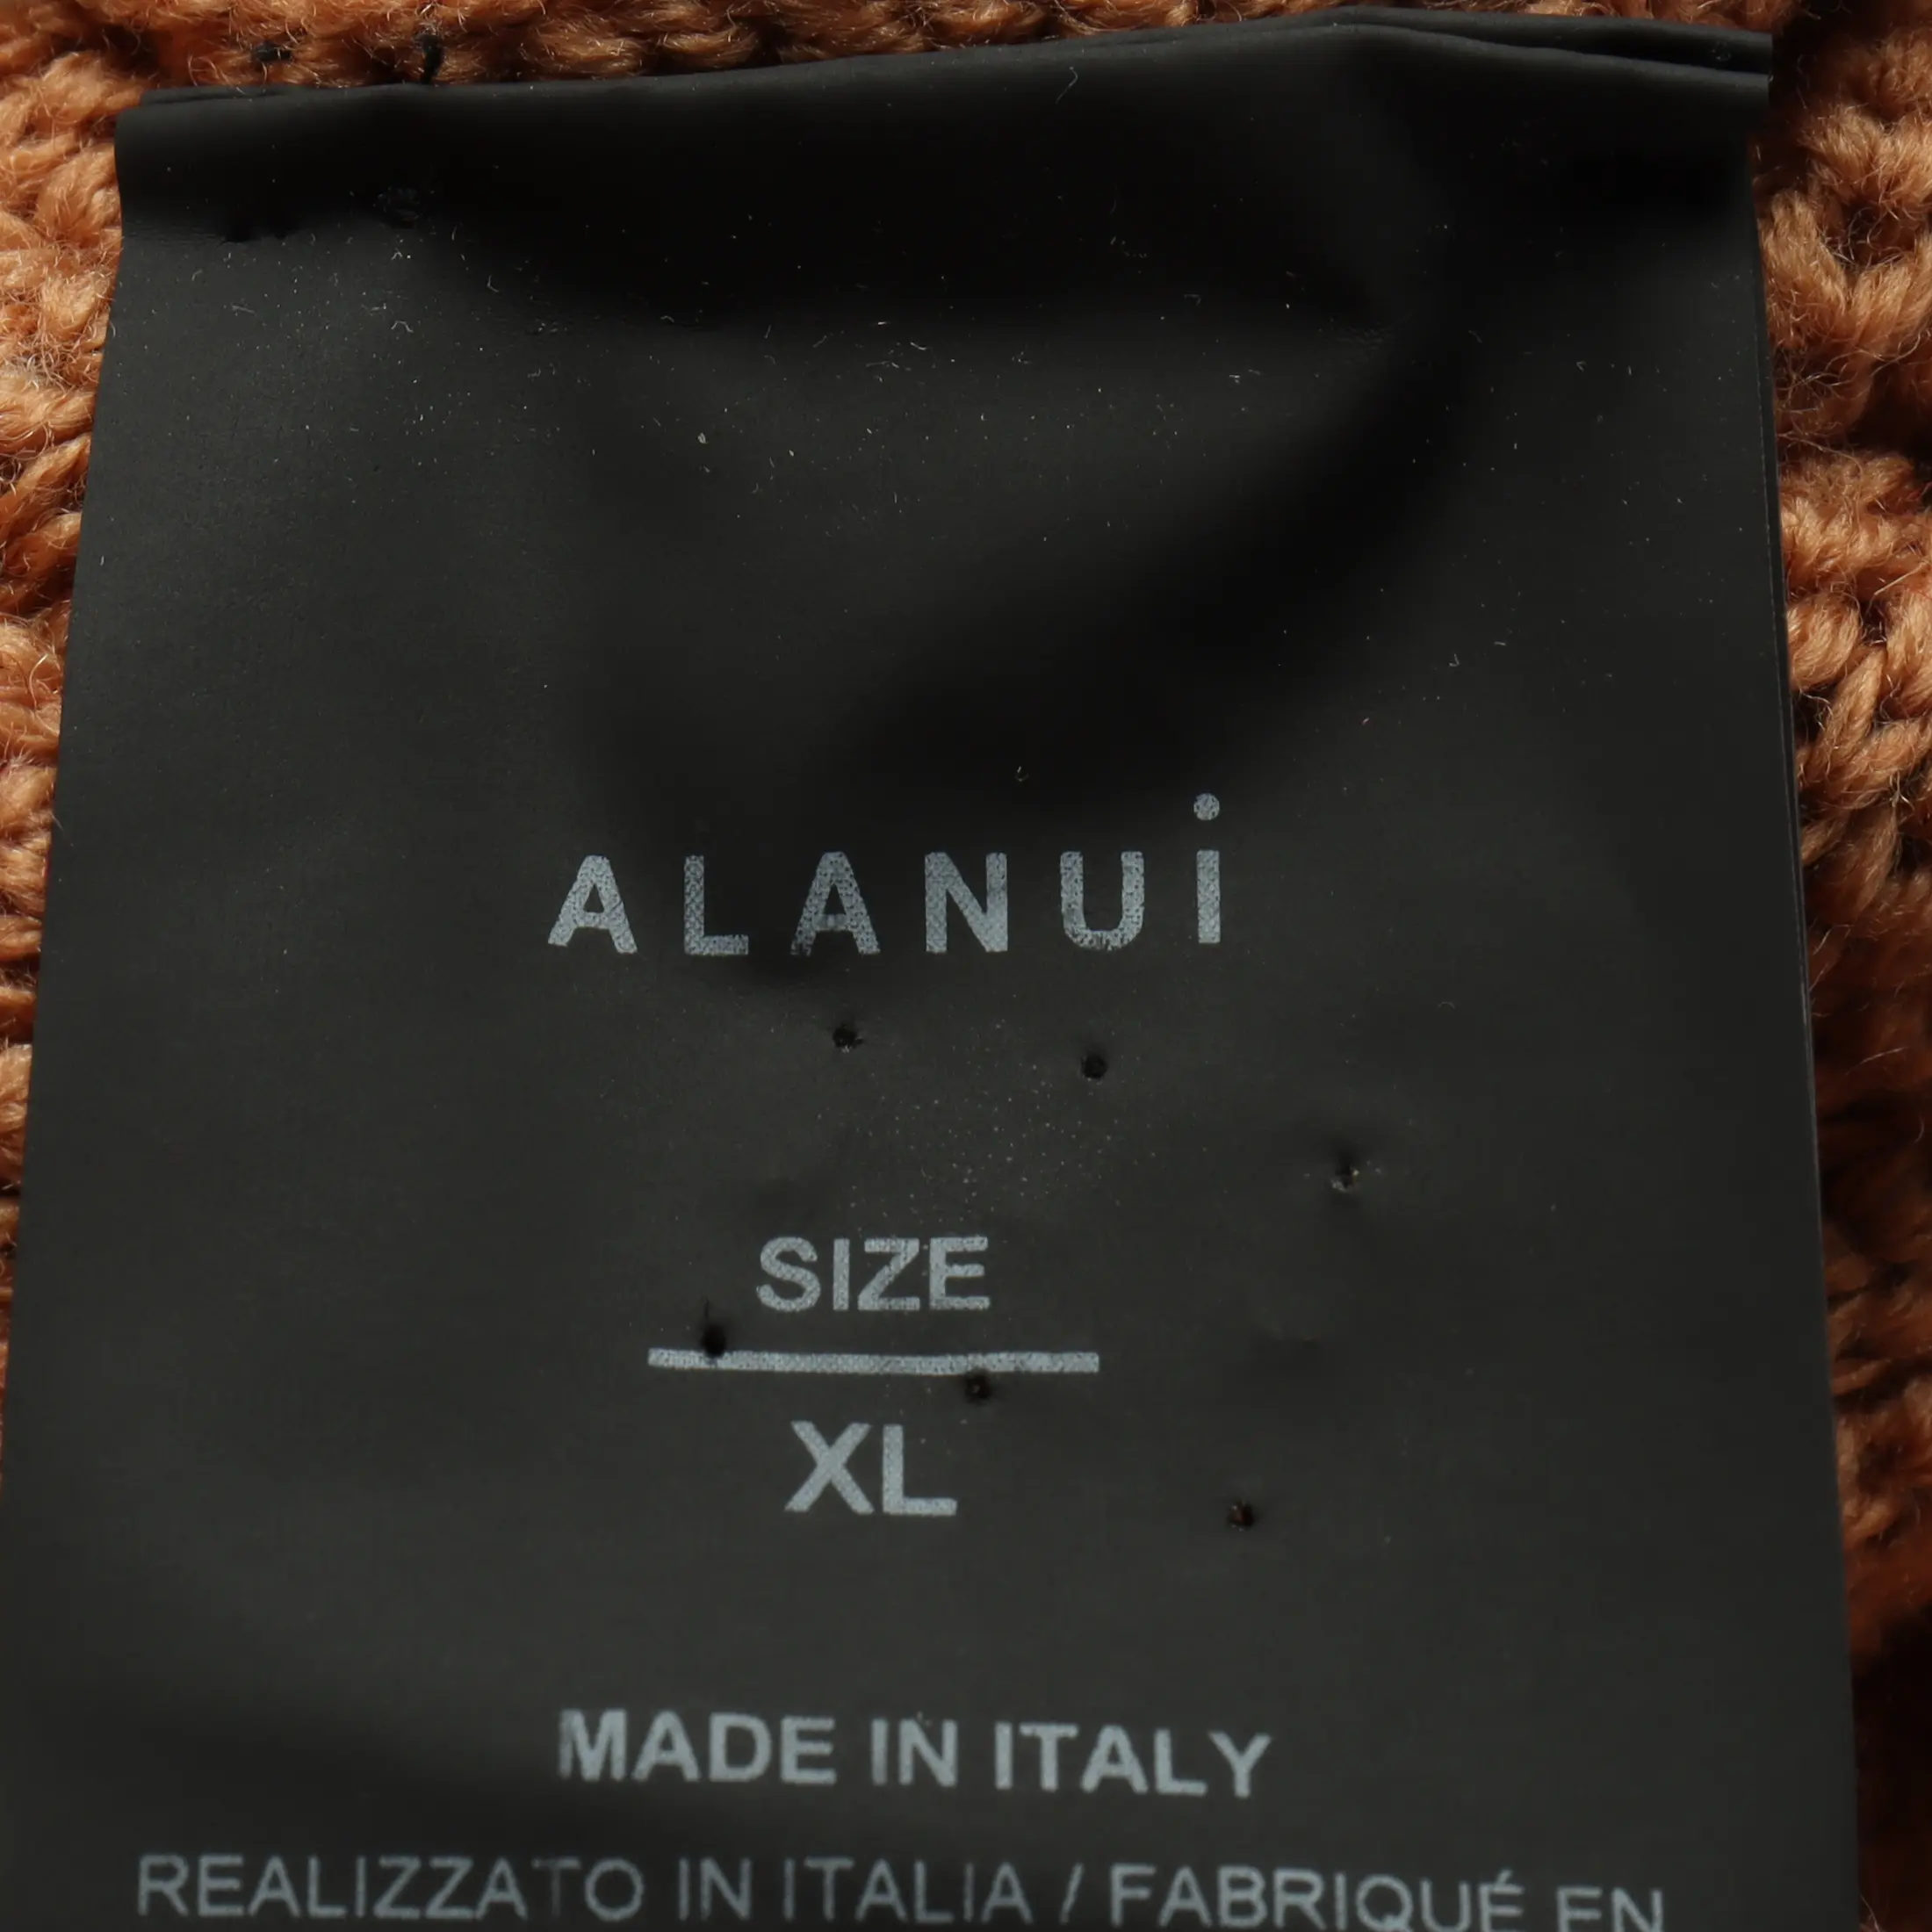 ALANUi
SIZE
XL
MADE IN ITALY
REALIZZATO IN ITALIA / FABRIQUÉ EN